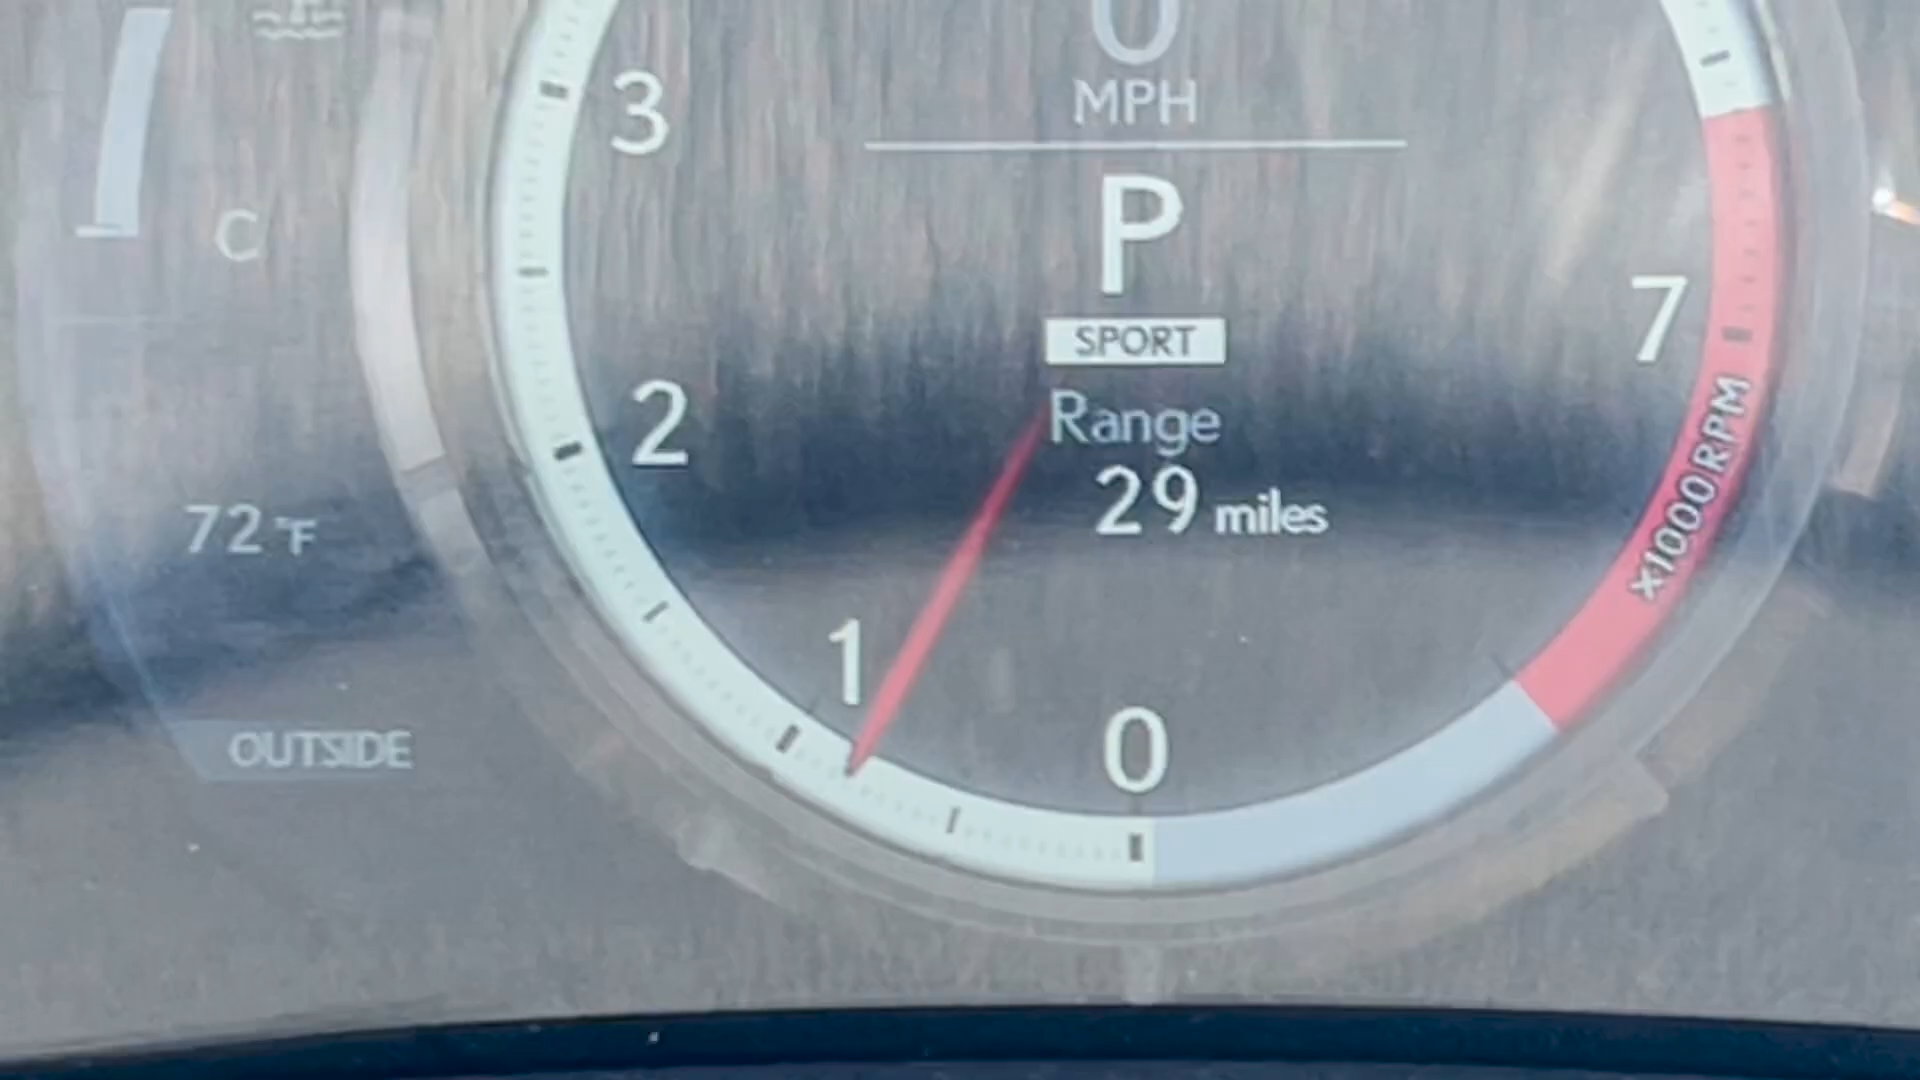 0
MPH
3
P
C
SPORT
7
Range
2
29 miles
x1000RPM
72°F
1
0
OUTSIDE